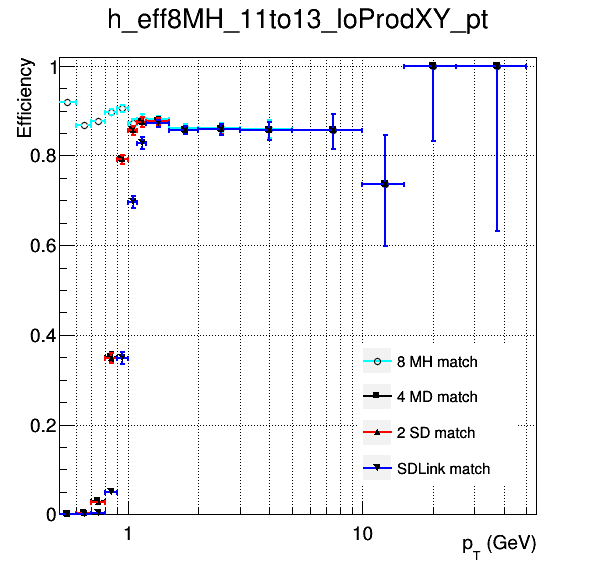 h_eff8MH_11to13_loProdXY_pt
Efficiency
1
0.8
0.6
0.4
0.2
0
8 MH match
4 MD match
2 SD match
SDLink match
1
10
p_T (GeV)